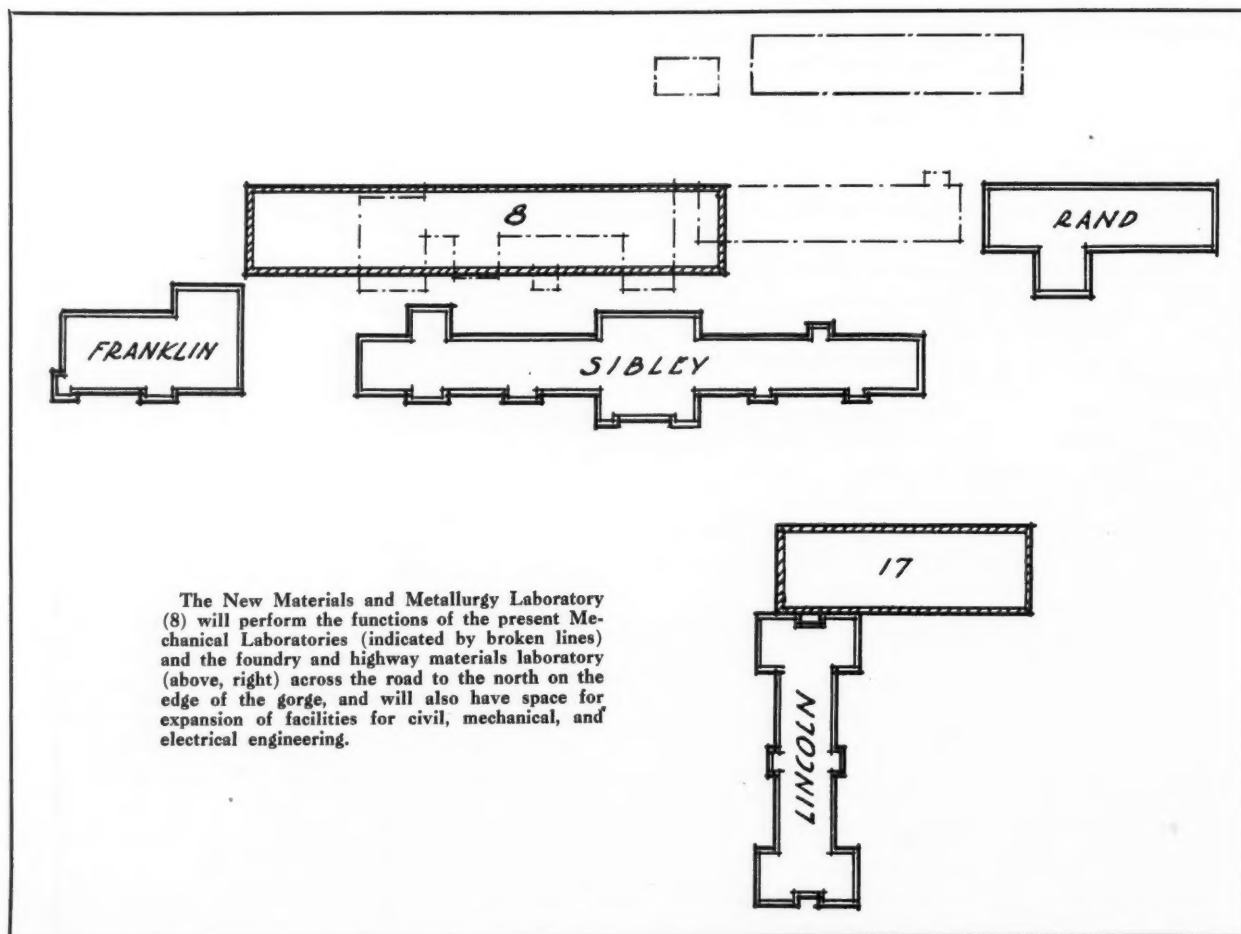 8
RAND
FRANKLIN
SIBLEY
17
The New Materials and Metallurgy Laboratory
(8) will perform the functions of the present Me-
chanical Laboratories (indicated by broken lines)
and the foundry and highway materials laboratory
(above, right) across the road to the north on the
edge of the gorge, and will also have space for
expansion of facilities for civil, mechanical, and
electrical engineering.
LINCOLN